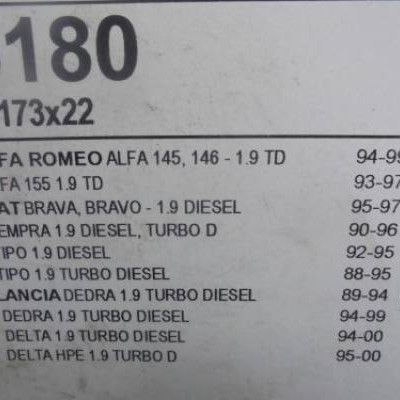 180
173x22
FA ROMEO ALFA 145, 146 - 1.9 TD 94-99
FA 155 1.9 TD 93-97
AT BRAVA, BRAVO - 1.9 DIESEL 95-97
EMPRA 1.9 DIESEL, TURBO D 90-96
TIPO 1.9 DIESEL 92-95
TIPO 1.9 TURBO DIESEL 88-95
LANCIA DEDRA 1.9 TURBO DIESEL 89-94
DEDRA 1.9 TURBO DIESEL 94-99
DELTA 1.9 TURBO DIESEL 94-00
DELTA HPE 1.9 TURBO D 95-00